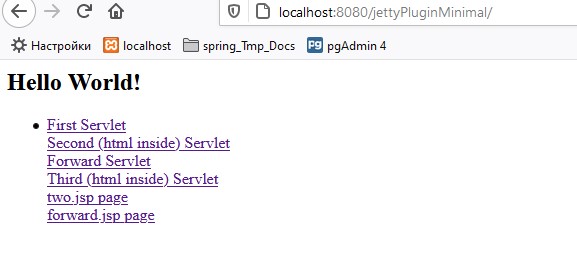 localhost:8080/jettyPluginMinimal/
Настройки localhost spring_Tmp_Docs pgAdmin 4
Hello World!
First Servlet
Second (html inside) Servlet
Forward Servlet
Third (html inside) Servlet
two.jsp page
forward.jsp page